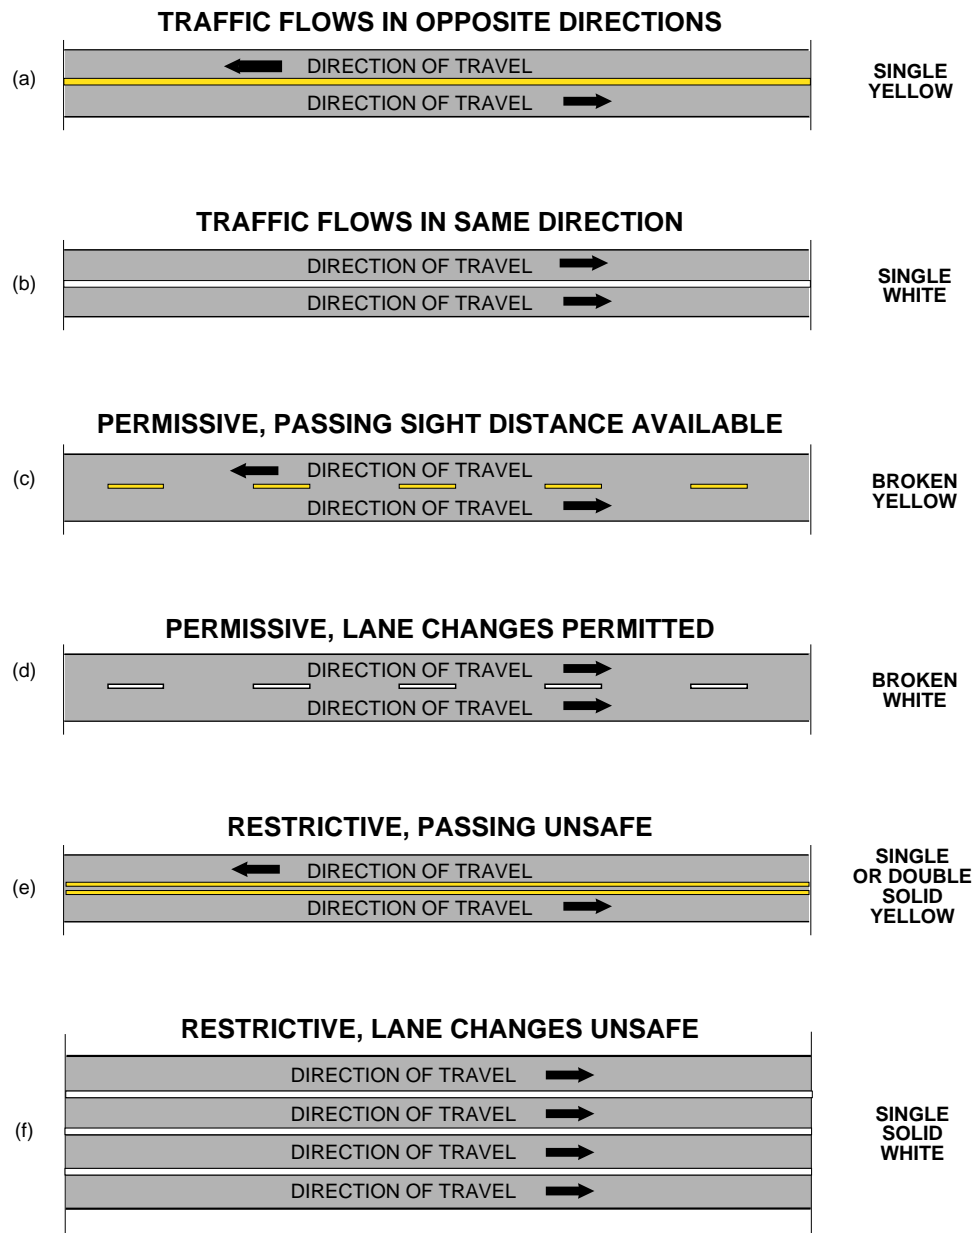 TRAFFIC FLOWS IN OPPOSITE DIRECTIONS
(a)
DIRECTION OF TRAVEL
DIRECTION OF TRAVEL
SINGLE
YELLOW
TRAFFIC FLOWS IN SAME DIRECTION
(b)
DIRECTION OF TRAVEL
DIRECTION OF TRAVEL
SINGLE
WHITE
PERMISSIVE, PASSING SIGHT DISTANCE AVAILABLE
(c)
DIRECTION OF TRAVEL
DIRECTION OF TRAVEL
BROKEN
YELLOW
PERMISSIVE, LANE CHANGES PERMITTED
(d)
DIRECTION OF TRAVEL
DIRECTION OF TRAVEL
BROKEN
WHITE
RESTRICTIVE, PASSING UNSAFE
(e)
DIRECTION OF TRAVEL
DIRECTION OF TRAVEL
SINGLE
OR DOUBLE
SOLID
YELLOW
RESTRICTIVE, LANE CHANGES UNSAFE
(f)
DIRECTION OF TRAVEL
DIRECTION OF TRAVEL
DIRECTION OF TRAVEL
DIRECTION OF TRAVEL
SINGLE
SOLID
WHITE